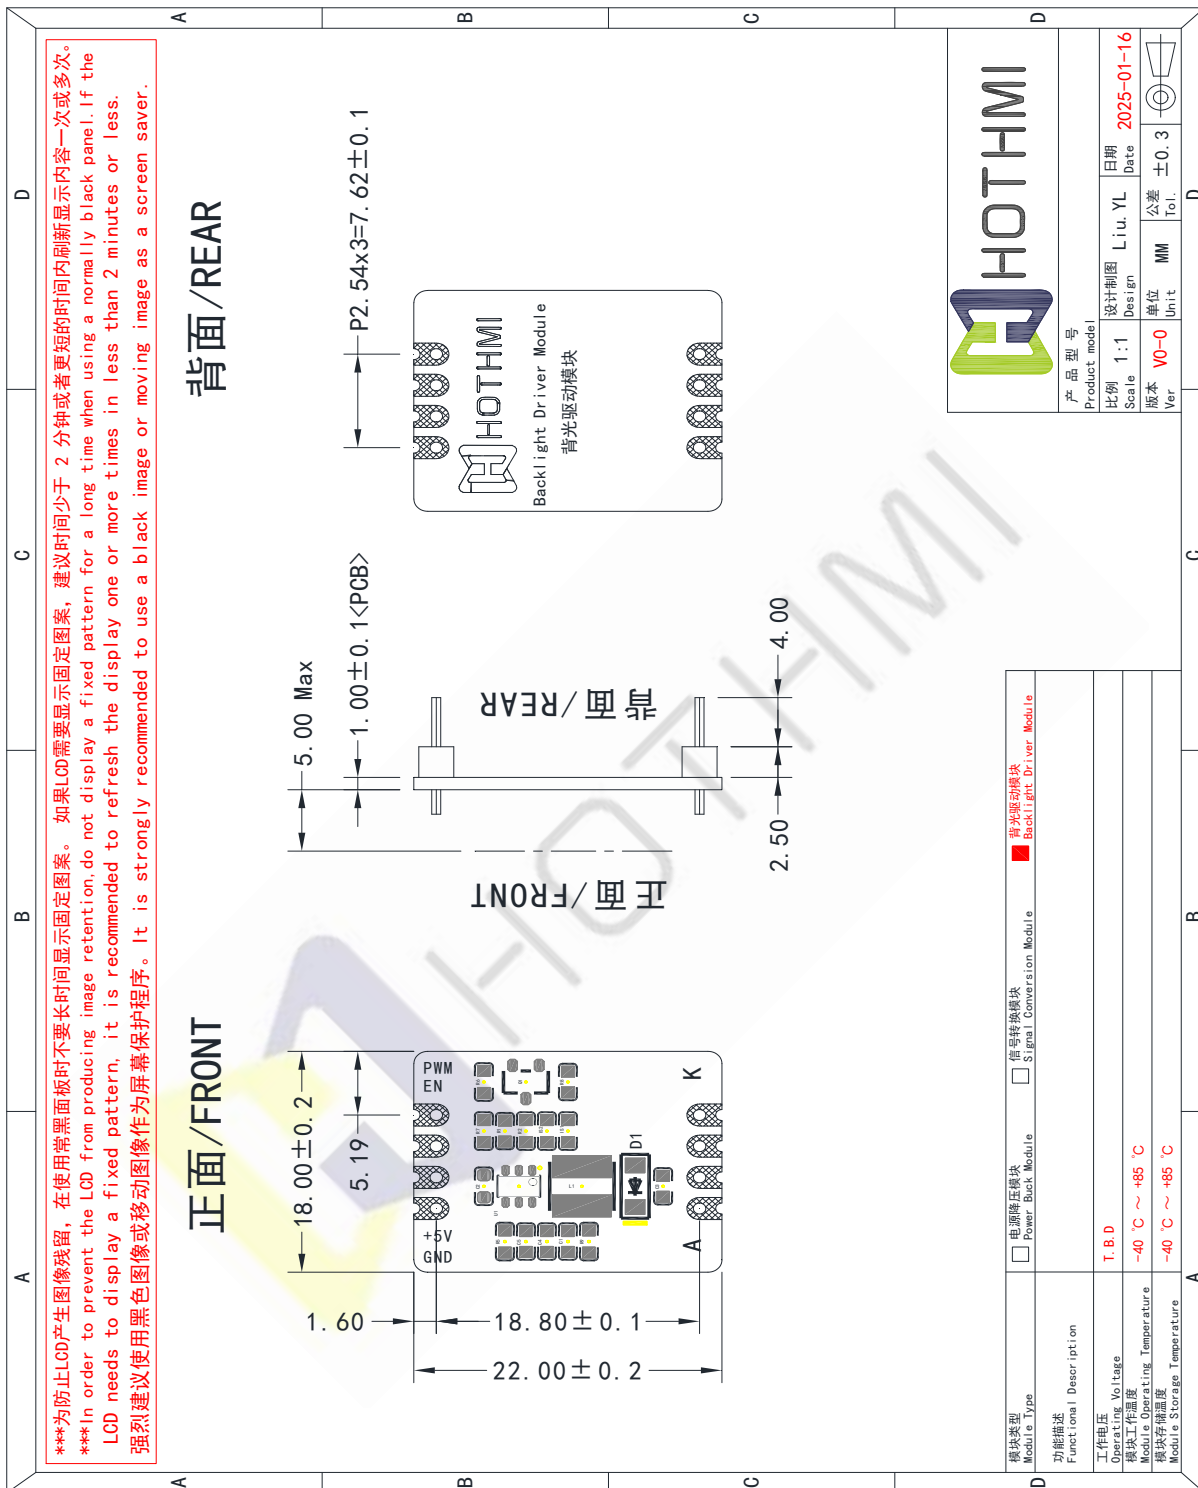 ***为防止LCD产生图像残留，在使用常黑面板时不要长时间显示固定图案。 如果LCD需要显示固定图案，建议时间少于 2 分钟或者更短的时间内刷新显示内容一次或多次。
***In order to prevent the LCD from producing image retention,do not display a fixed pattern for a long time when using a normally black panel.If the
LCD needs to display a fixed pattern, it is recommended to refresh the display one or more times in less than 2 minutes or less.
强烈建议使用黑色图像或移动图像作为屏幕保护程序。It is strongly recommended to use a black image or moving image as a screen saver.
正面/FRONT
18.00±0.2
5.19
PWM
EN
+5V
GND
K
A
D1
L1
1.60
18.80±0.1
22.00±0.2
5.00 Max
1.00±0.1<PCB>
正面/FRONT
背面/REAR
2.50
4.00
背面/REAR
P2.54x3=7.62±0.1
HOTHMI
Backlight Driver Module
背光驱动模块
HOTHMI
模块类型
Module Type
电源降压模块
Power Buck Module
信号转换模块
Signal Conversion Module
背光驱动模块
Backlight Driver Module
功能描述
Functional Description
工作电压
Operating Voltage
T.B.D
模块工作温度
Module Operating Temperature
-40 ℃ ～ +85 ℃
模块存储温度
Module Storage Temperature
-40 ℃ ～ +85 ℃
HOTHMI
产品型号
Product model
比例
Scale
1:1
设计制图
Design
Liu.YL
日期
Date
2025-01-16
版本
Ver
V0-0
单位
Unit
MM
公差
Tol.
±0.3
A
B
C
D
A
B
C
D
A
B
C
D
A
B
C
D